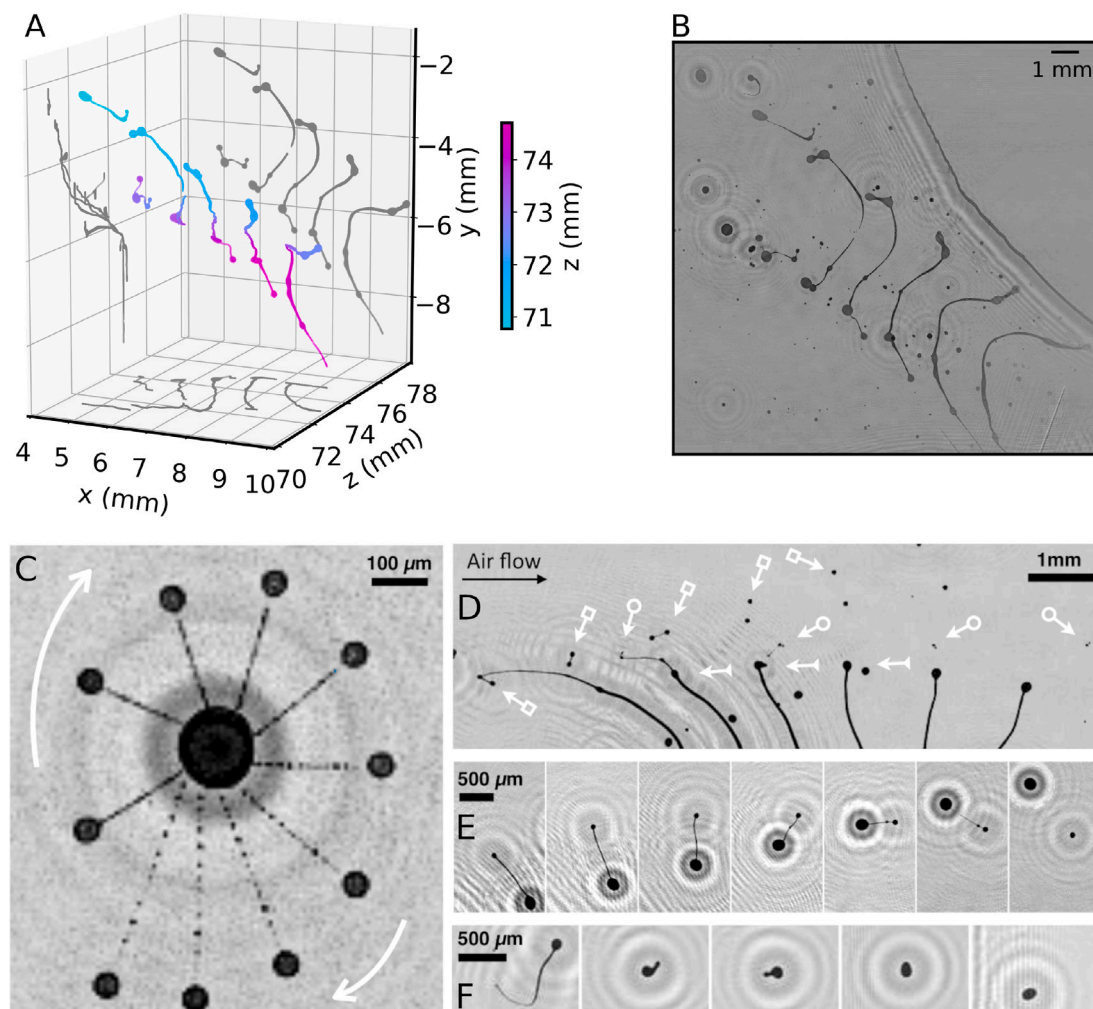 A
−2
−4
−6
−8
y (mm)
74
73
72
71
z (mm)
4 5 6 7 8 9 10
x (mm)
70 72 74 76 78
z (mm)
B
1 mm
C
100 µm
D
Air flow
1mm
E
500 µm
F
500 µm